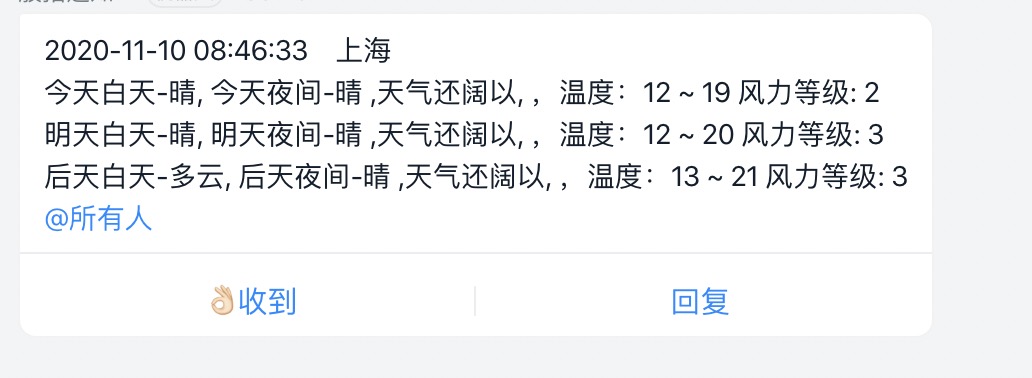 2020-11-10 08:46:33 上海
今天白天-晴, 今天夜间-晴 ,天气还阔以, ，温度：12 ~ 19 风力等级: 2
明天白天-晴, 明天夜间-晴 ,天气还阔以, ，温度：12 ~ 20 风力等级: 3
后天白天-多云, 后天夜间-晴 ,天气还阔以, ，温度：13 ~ 21 风力等级: 3
@所有人
👌🏻收到 回复